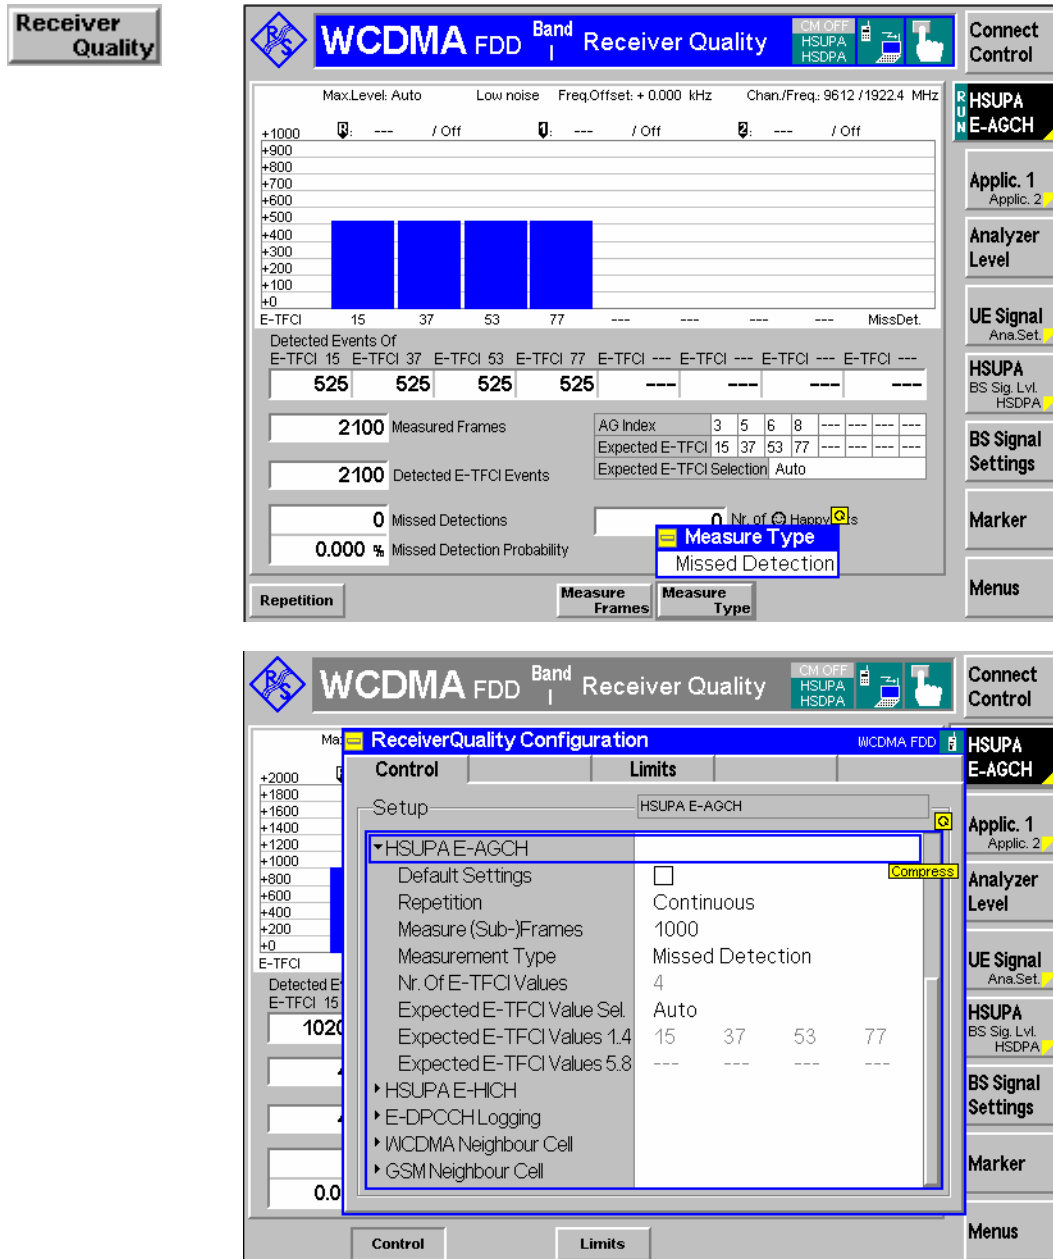 Receiver
Quality
R S WCDMA FDD Band I Receiver Quality CM OFF HSUPA HSDPA
Connect Control
Max.Level: Auto Low noise Freq.Offset: + 0.000 kHz Chan./Freq.: 9612 / 1922.4 MHz
RUN HSUPA E-AGCH
R: --- / Off 1: --- / Off 2: --- / Off
+1000
+900
+800
+700
+600
+500
+400
+300
+200
+100
+0
E-TFCI 15 37 53 77 --- --- --- --- MissDet.
Applic. 1
Applic. 2
Analyzer Level
UE Signal
Ana.Set.
HSUPA
BS Sig. Lvl.
HSDPA
BS Signal Settings
Marker
Menus
Detected Events Of
E-TFCI 15 E-TFCI 37 E-TFCI 53 E-TFCI 77 E-TFCI --- E-TFCI --- E-TFCI --- E-TFCI ---
525 525 525 525 --- --- --- ---
2100 Measured Frames
AG Index 3 5 6 8 --- --- --- ---
Expected E-TFCI 15 37 53 77 --- --- --- ---
Expected E-TFCI Selection Auto
2100 Detected E-TFCI Events
0 Missed Detections
0 Nr. of Happy
0.000 % Missed Detection Probability
Measure Type
Missed Detection
Repetition
Measure Frames
Measure Type
R S WCDMA FDD Band I Receiver Quality CM OFF HSUPA HSDPA
Connect Control
Ma
ReceiverQuality Configuration WCDMA FDD
HSUPA E-AGCH
Control Limits
Setup HSUPA E-AGCH
+2000
+1800
+1600
+1400
+1200
+1000
+800
+600
+400
+200
+0
E-TFCI
Detected E
E-TFCI 15
1020
0.0
HSUPA E-AGCH
Compress
Default Settings
Repetition Continuous
Measure (Sub-)Frames 1000
Measurement Type Missed Detection
Nr. Of E-TFCI Values 4
Expected E-TFCI Value Sel. Auto
Expected E-TFCI Values 1..4 15 37 53 77
Expected E-TFCI Values 5..8 --- --- --- ---
HSUPA E-HICH
E-DPCCH Logging
WCDMA Neighbour Cell
GSM Neighbour Cell
Applic. 1
Applic. 2
Analyzer Level
UE Signal
Ana.Set.
HSUPA
BS Sig. Lvl.
HSDPA
BS Signal Settings
Marker
Menus
Control
Limits